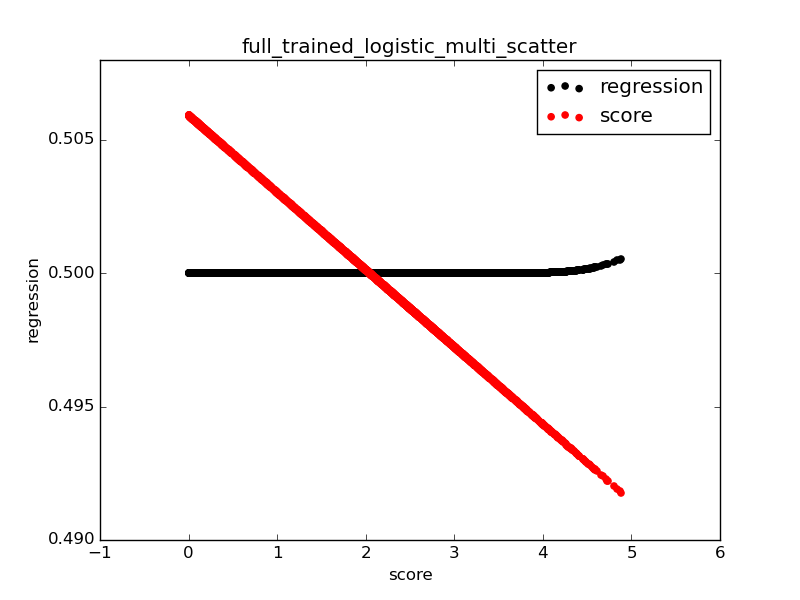 full_trained_logistic_multi_scatter
regression
score
0.505
0.500
0.495
0.490
regression
−1
0
1
2
3
4
5
6
score